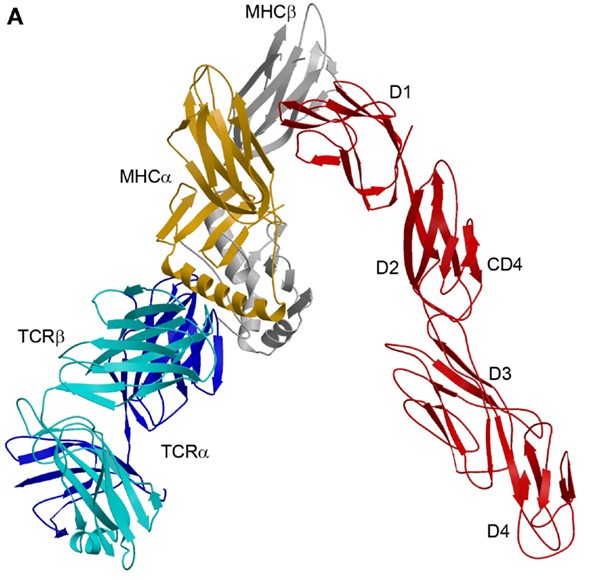 A
MHCβ
D1
MHCα
D2
CD4
TCRβ
D3
TCRα
D4